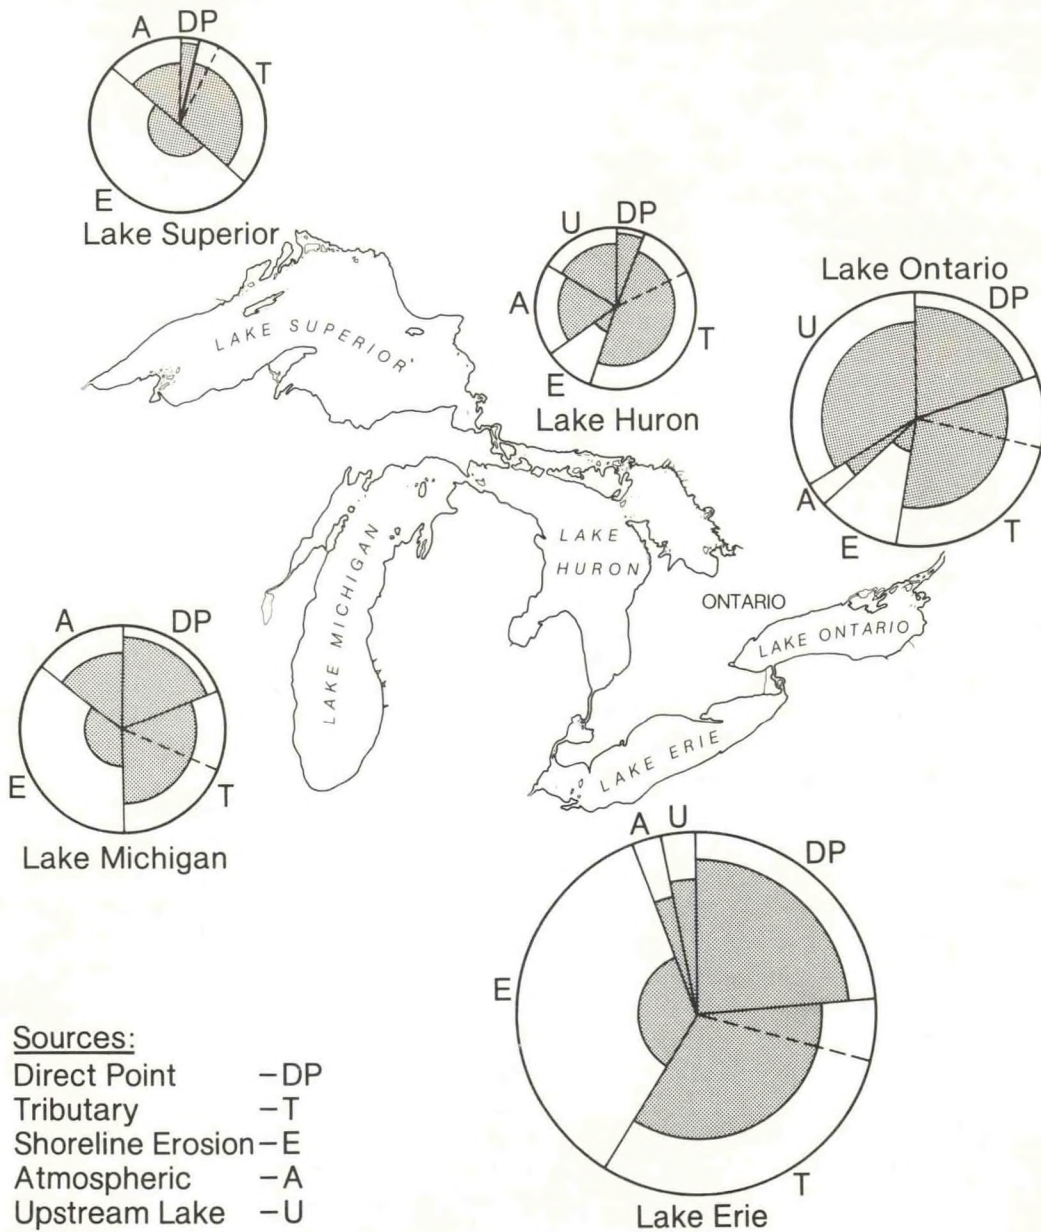 A DP
T
E
Lake Superior
U DP
A
T
E
Lake Huron
Lake Ontario
U DP
A
E T
LAKE SUPERIOR
LAKE MICHIGAN
LAKE
HURON
ONTARIO
LAKE ONTARIO
LAKE ERIE
A DP
E T
Lake Michigan
A U DP
E
T
Lake Erie
Sources:
Direct Point – DP
Tributary – T
Shoreline Erosion – E
Atmospheric – A
Upstream Lake – U